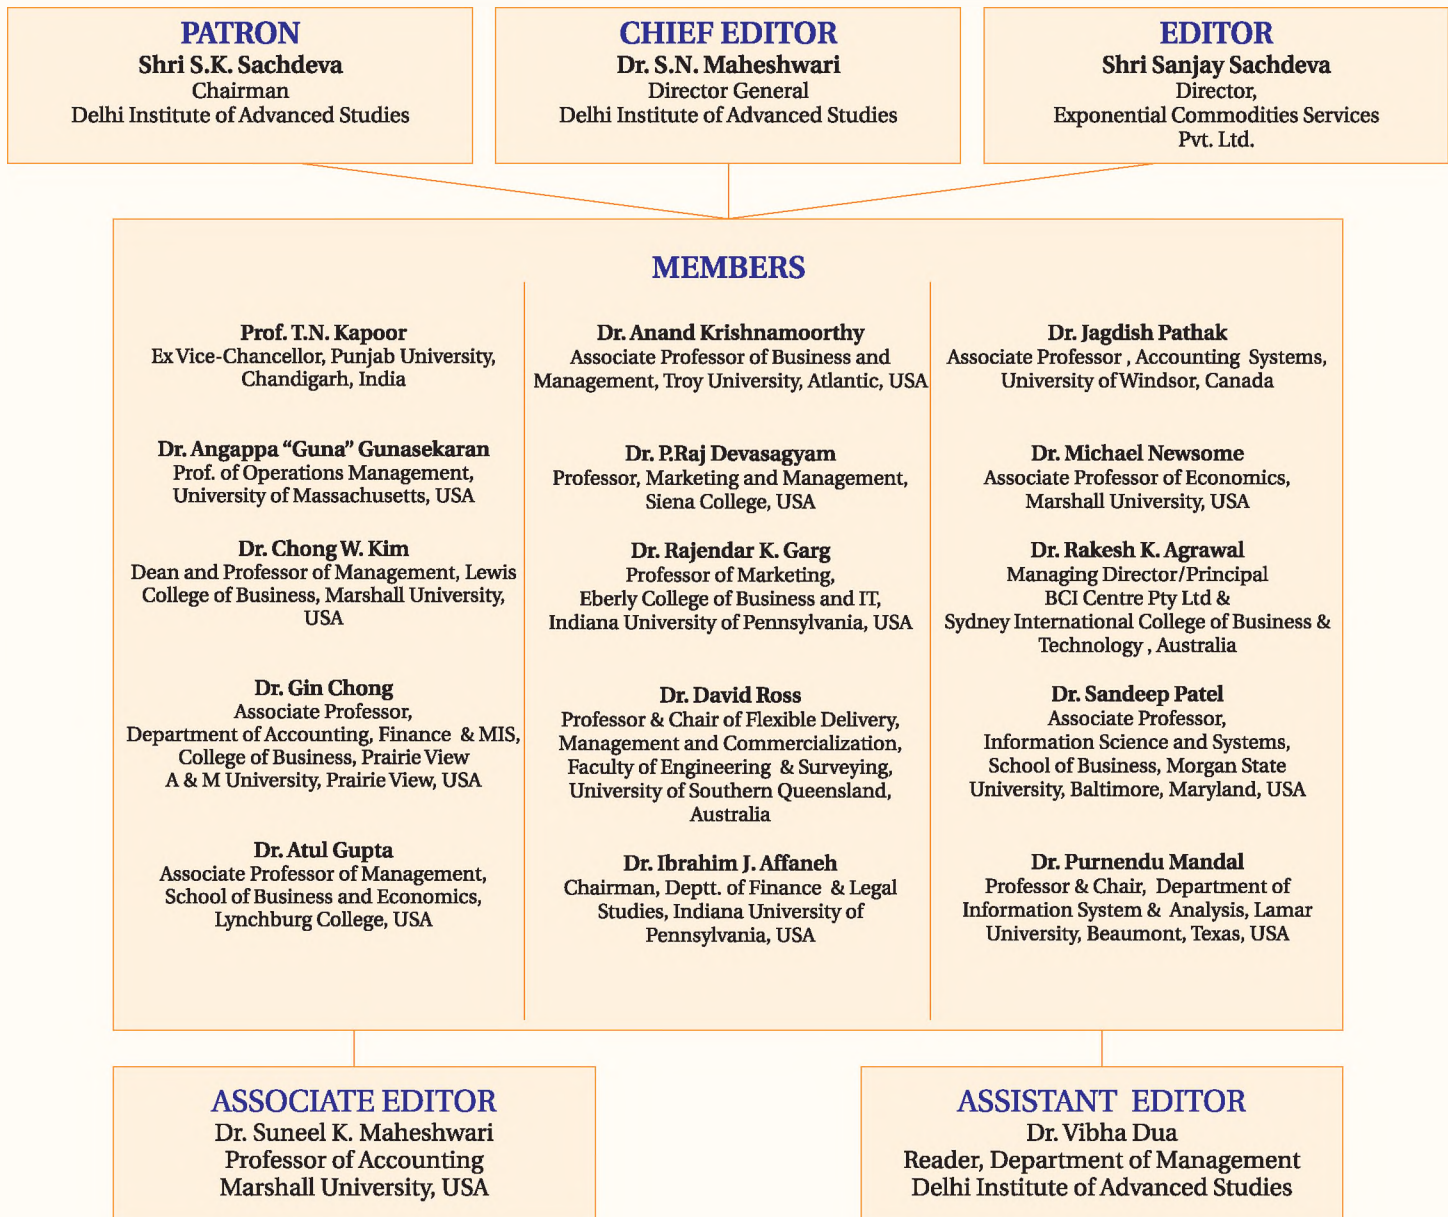 PATRON
Shri S.K. Sachdeva
Chairman
Delhi Institute of Advanced Studies
CHIEF EDITOR
Dr. S.N. Maheshwari
Director General
Delhi Institute of Advanced Studies
EDITOR
Shri Sanjay Sachdeva
Director,
Exponential Commodities Services
Pvt. Ltd.
MEMBERS
Prof. T.N. Kapoor
Ex Vice-Chancellor, Punjab University,
Chandigarh, India
Dr. Angappa “Guna” Gunasekaran
Prof. of Operations Management,
University of Massachusetts, USA
Dr. Chong W. Kim
Dean and Professor of Management, Lewis
College of Business, Marshall University,
USA
Dr. Gin Chong
Associate Professor,
Department of Accounting, Finance & MIS,
College of Business, Prairie View
A & M University, Prairie View, USA
Dr. Atul Gupta
Associate Professor of Management,
School of Business and Economics,
Lynchburg College, USA
Dr. Anand Krishnamoorthy
Associate Professor of Business and
Management, Troy University, Atlantic, USA
Dr. P.Raj Devasagyam
Professor, Marketing and Management,
Siena College, USA
Dr. Rajendar K. Garg
Professor of Marketing,
Eberly College of Business and IT,
Indiana University of Pennsylvania, USA
Dr. David Ross
Professor & Chair of Flexible Delivery,
Management and Commercialization,
Faculty of Engineering & Surveying,
University of Southern Queensland,
Australia
Dr. Ibrahim J. Affaneh
Chairman, Deptt. of Finance & Legal
Studies, Indiana University of
Pennsylvania, USA
Dr. Jagdish Pathak
Associate Professor , Accounting Systems,
University of Windsor, Canada
Dr. Michael Newsome
Associate Professor of Economics,
Marshall University, USA
Dr. Rakesh K. Agrawal
Managing Director/Principal
BCI Centre Pty Ltd &
Sydney International College of Business &
Technology , Australia
Dr. Sandeep Patel
Associate Professor,
Information Science and Systems,
School of Business, Morgan State
University, Baltimore, Maryland, USA
Dr. Purnendu Mandal
Professor & Chair, Department of
Information System & Analysis, Lamar
University, Beaumont, Texas, USA
ASSOCIATE EDITOR
Dr. Suneel K. Maheshwari
Professor of Accounting
Marshall University, USA
ASSISTANT EDITOR
Dr. Vibha Dua
Reader, Department of Management
Delhi Institute of Advanced Studies